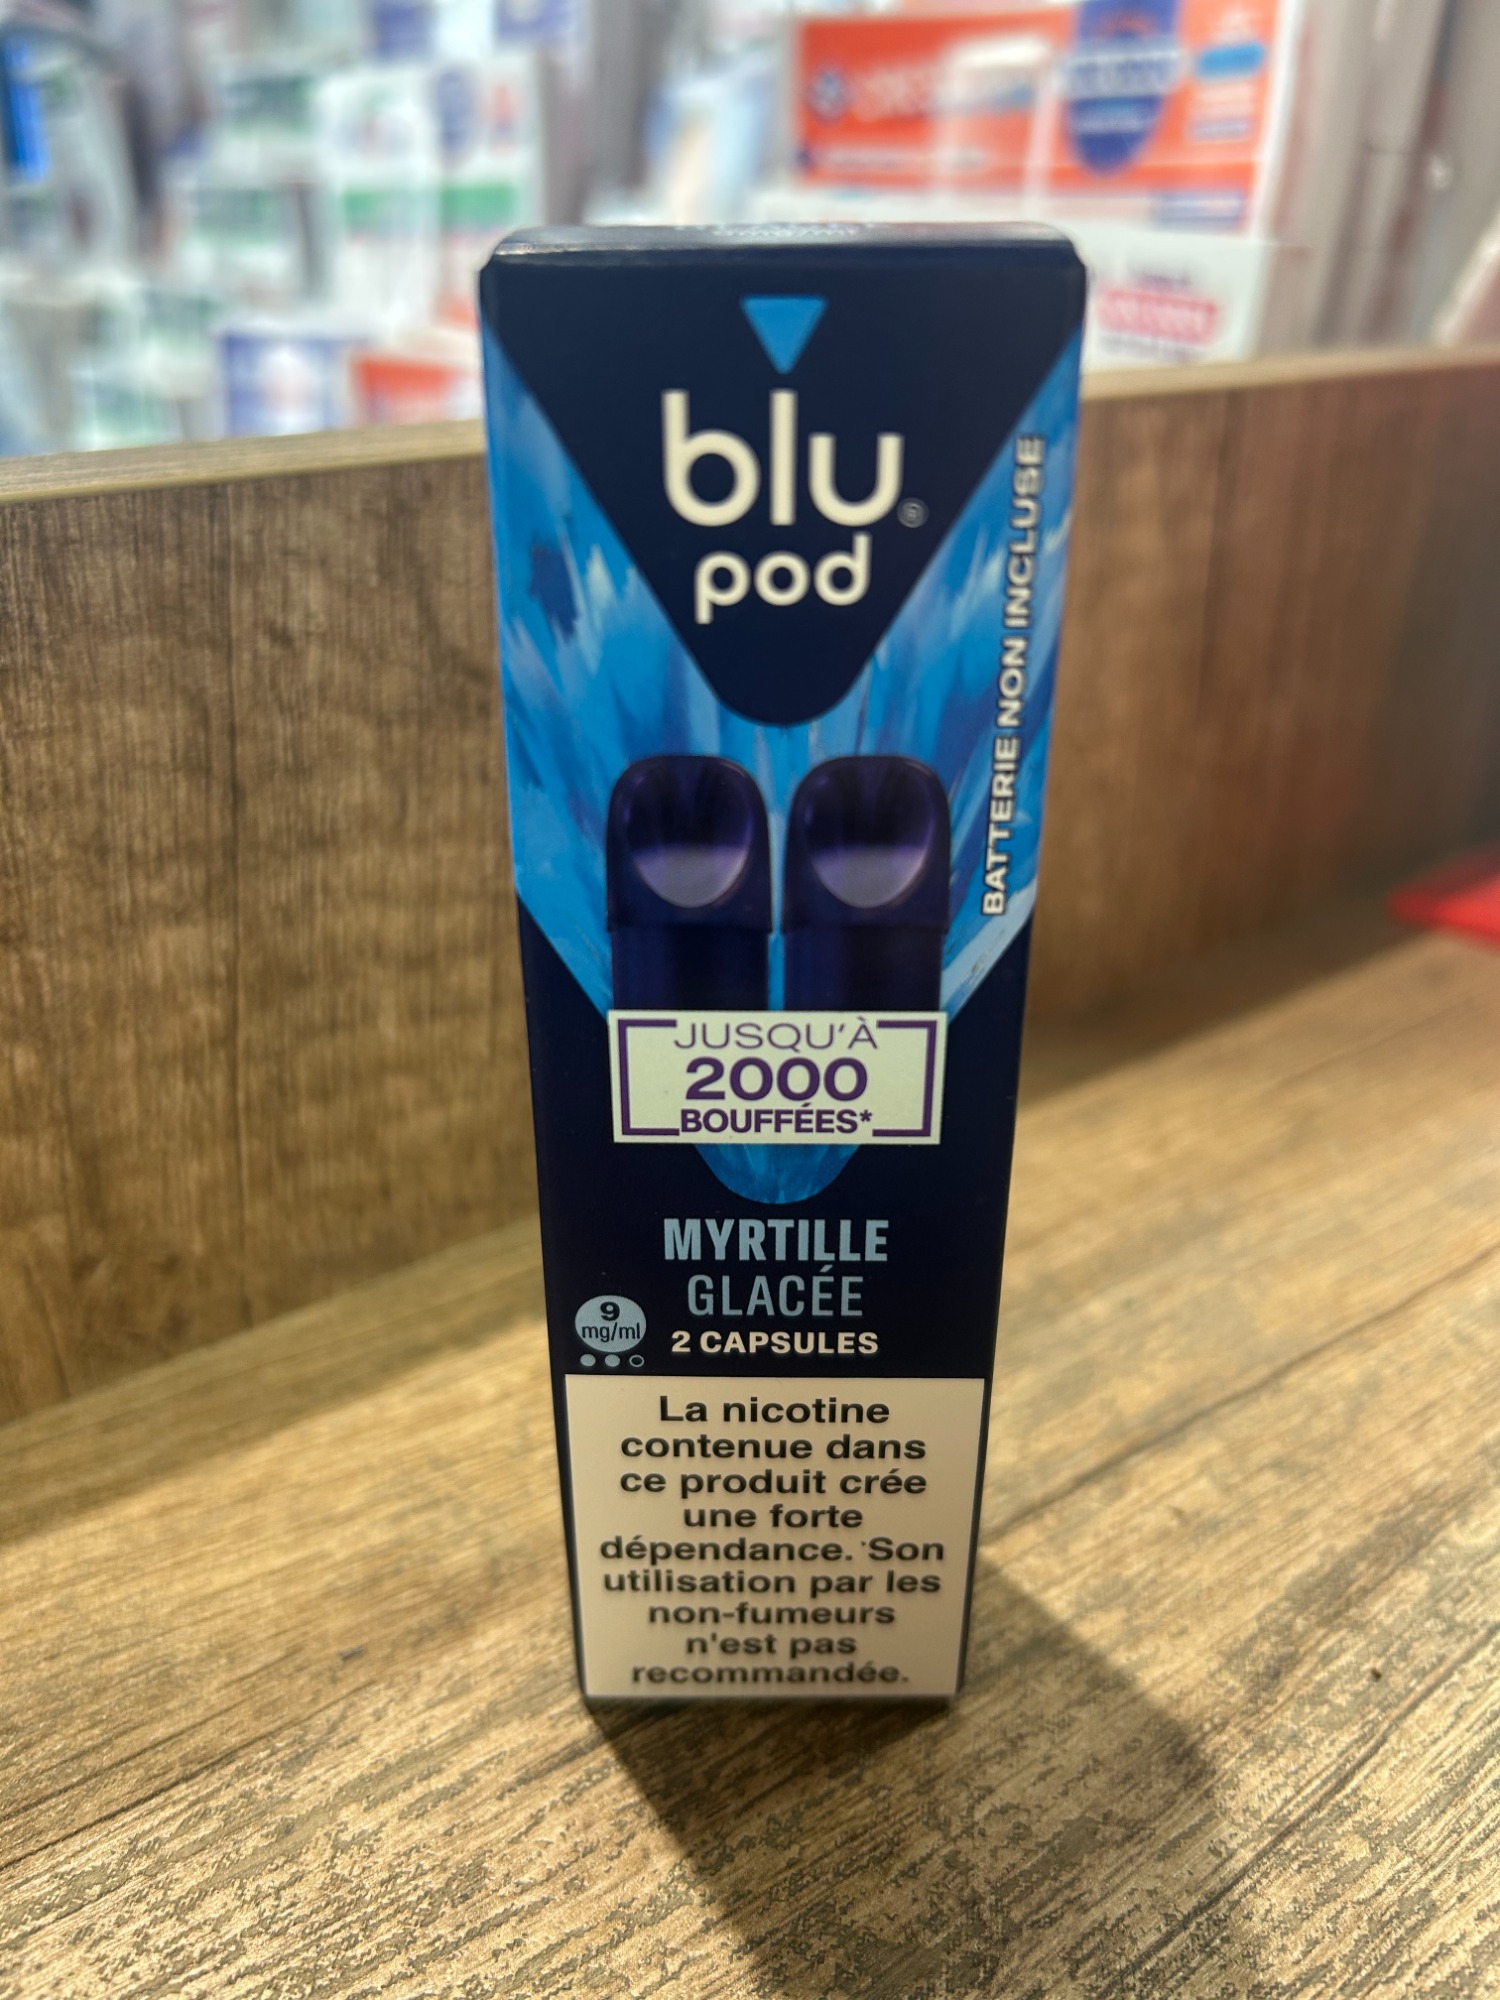 blu®
pod
BATTERIE NON INCLUSE
JUSQU'À
2000
BOUFFÉES*
MYRTILLE
GLACÉE
9
mg/ml
2 CAPSULES
La nicotine
contenue dans
ce produit crée
une forte
dépendance. Son
utilisation par les
non-fumeurs
n'est pas
recommandée.